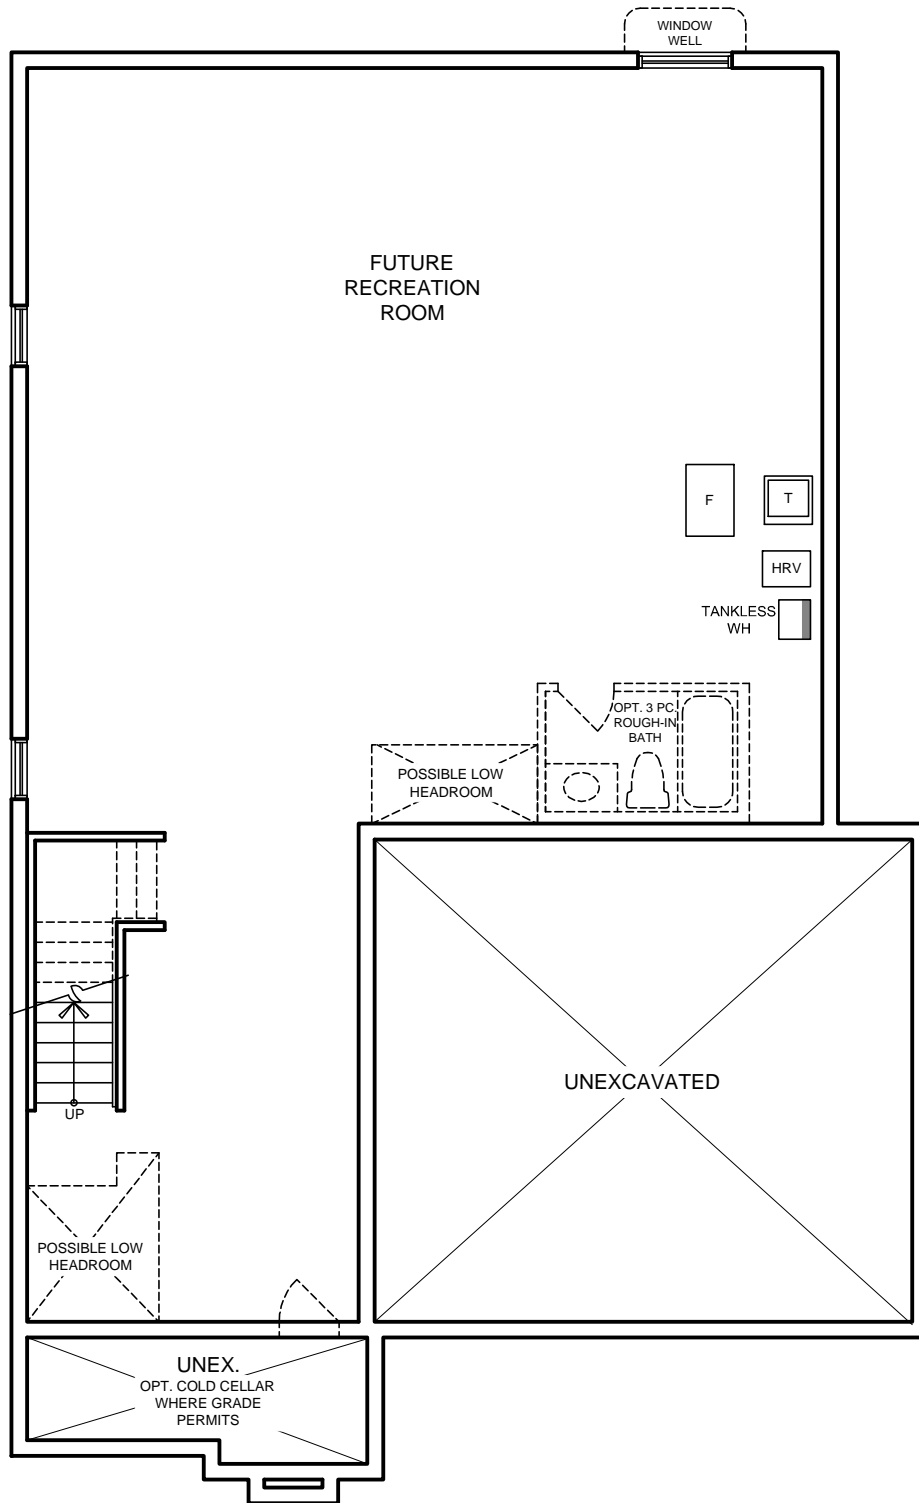 WINDOW
WELL
FUTURE
RECREATION
ROOM
F
T
HRV
TANKLESS
WH
OPT. 3 PC.
ROUGH-IN
BATH
POSSIBLE LOW
HEADROOM
UNEXCAVATED
UP
POSSIBLE LOW
HEADROOM
UNEX.
OPT. COLD CELLAR
WHERE GRADE
PERMITS